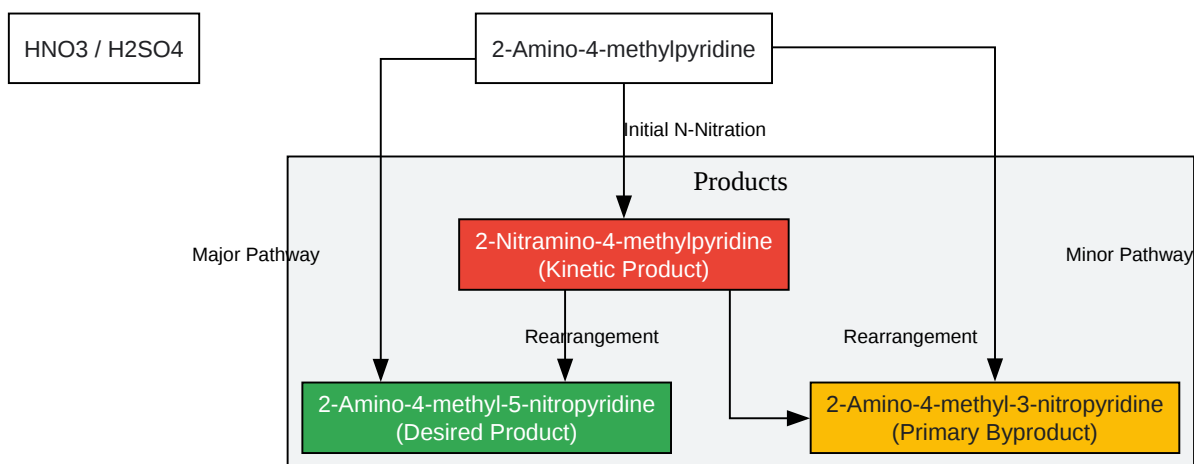 HNO3 / H2SO4
2-Amino-4-methylpyridine
Initial N-Nitration
Products
2-Nitramino-4-methylpyridine
(Kinetic Product)
Major Pathway
Minor Pathway
Rearrangement
Rearrangement
2-Amino-4-methyl-5-nitropyridine
(Desired Product)
2-Amino-4-methyl-3-nitropyridine
(Primary Byproduct)